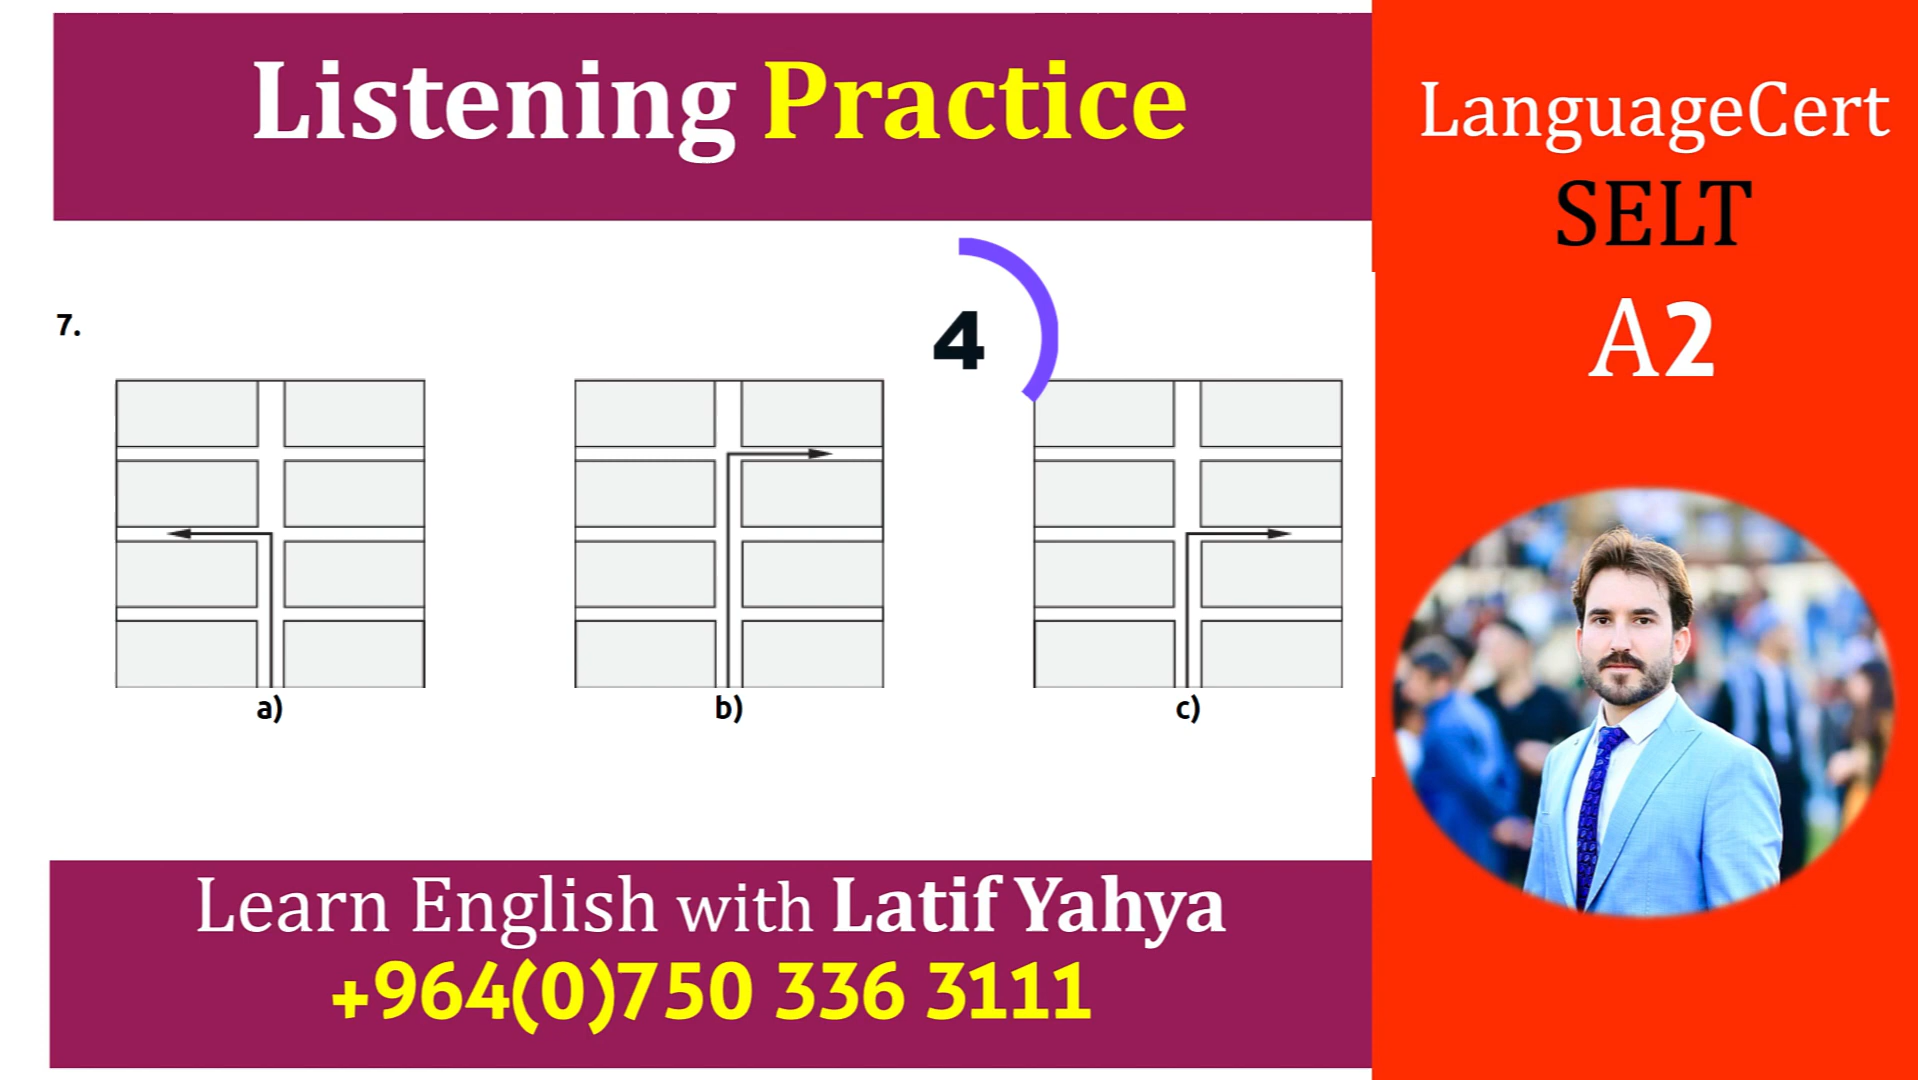 Listening Practice
LanguageCert
SELT
A2
7.
4
a)
b)
c)
Learn English with Latif Yahya
+964(0)750 336 3111